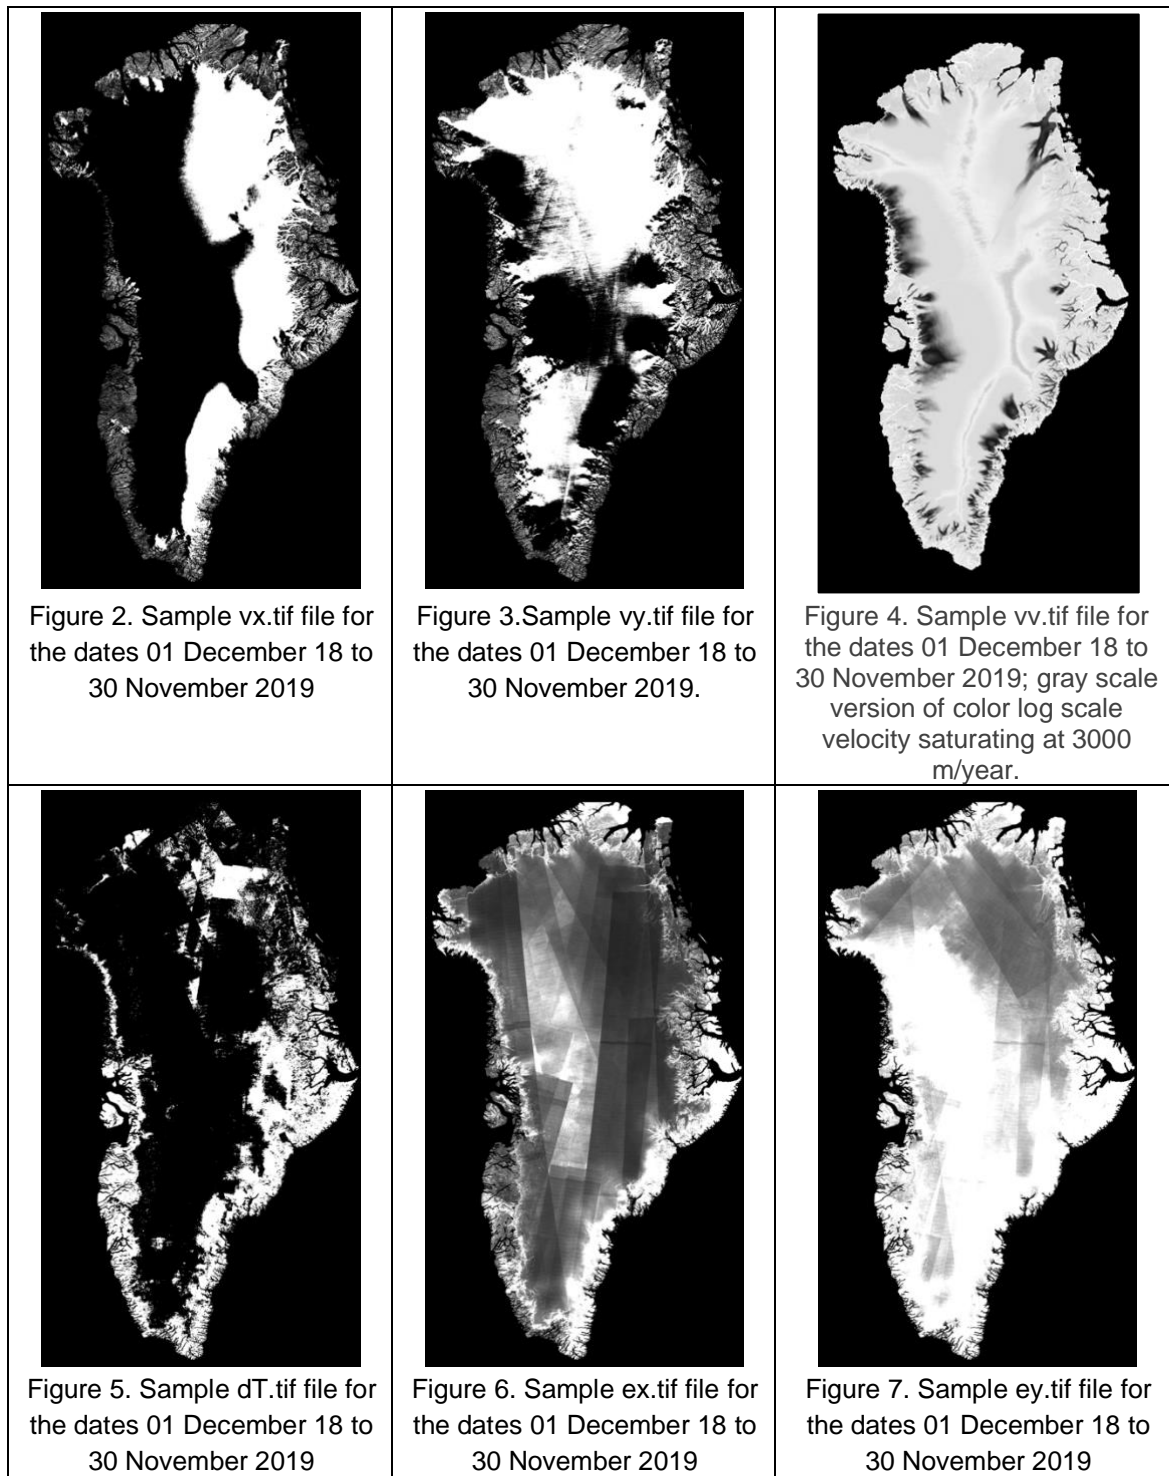 Figure 2. Sample vx.tif file for
the dates 01 December 18 to
30 November 2019
Figure 3.Sample vy.tif file for
the dates 01 December 18 to
30 November 2019.
Figure 4. Sample vv.tif file for
the dates 01 December 18 to
30 November 2019; gray scale
version of color log scale
velocity saturating at 3000
m/year.
Figure 5. Sample dT.tif file for
the dates 01 December 18 to
30 November 2019
Figure 6. Sample ex.tif file for
the dates 01 December 18 to
30 November 2019
Figure 7. Sample ey.tif file for
the dates 01 December 18 to
30 November 2019